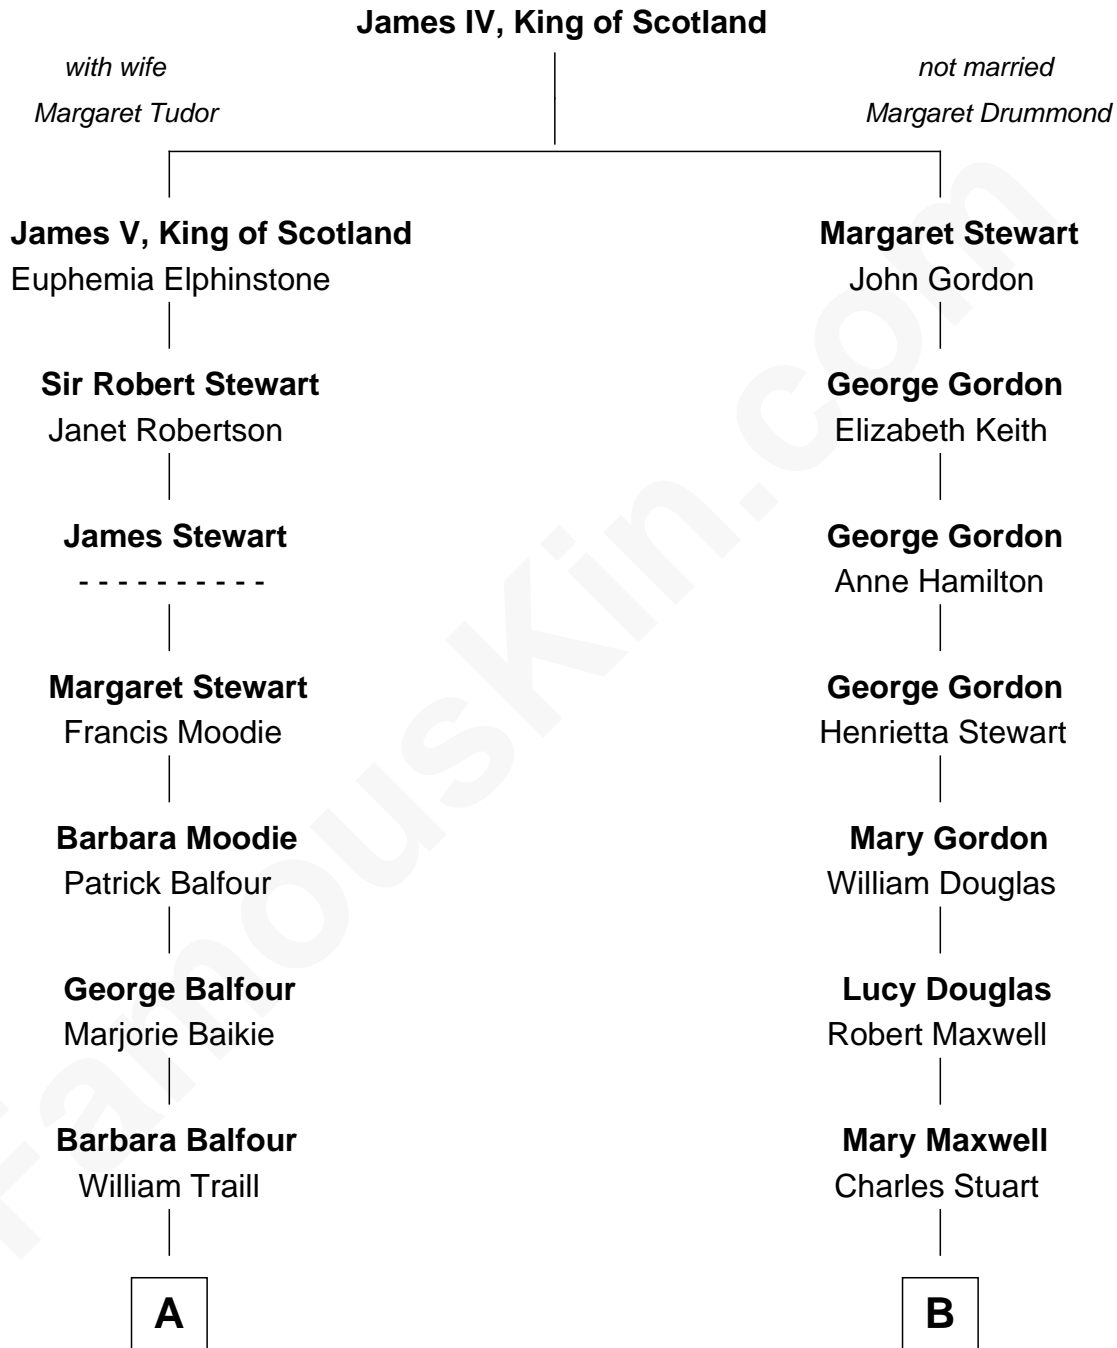 James IV, King of Scotland
with wife
Margaret Tudor
not married
Margaret Drummond
James V, King of Scotland
Euphemia Elphinstone
Margaret Stewart
John Gordon
Sir Robert Stewart
Janet Robertson
George Gordon
Elizabeth Keith
James Stewart
- - - - - - - - - -
George Gordon
Anne Hamilton
Margaret Stewart
Francis Moodie
George Gordon
Henrietta Stewart
Barbara Moodie
Patrick Balfour
Mary Gordon
William Douglas
George Balfour
Marjorie Baikie
Lucy Douglas
Robert Maxwell
Barbara Balfour
William Traill
Mary Maxwell
Charles Stuart
A
B
FamousKin.com